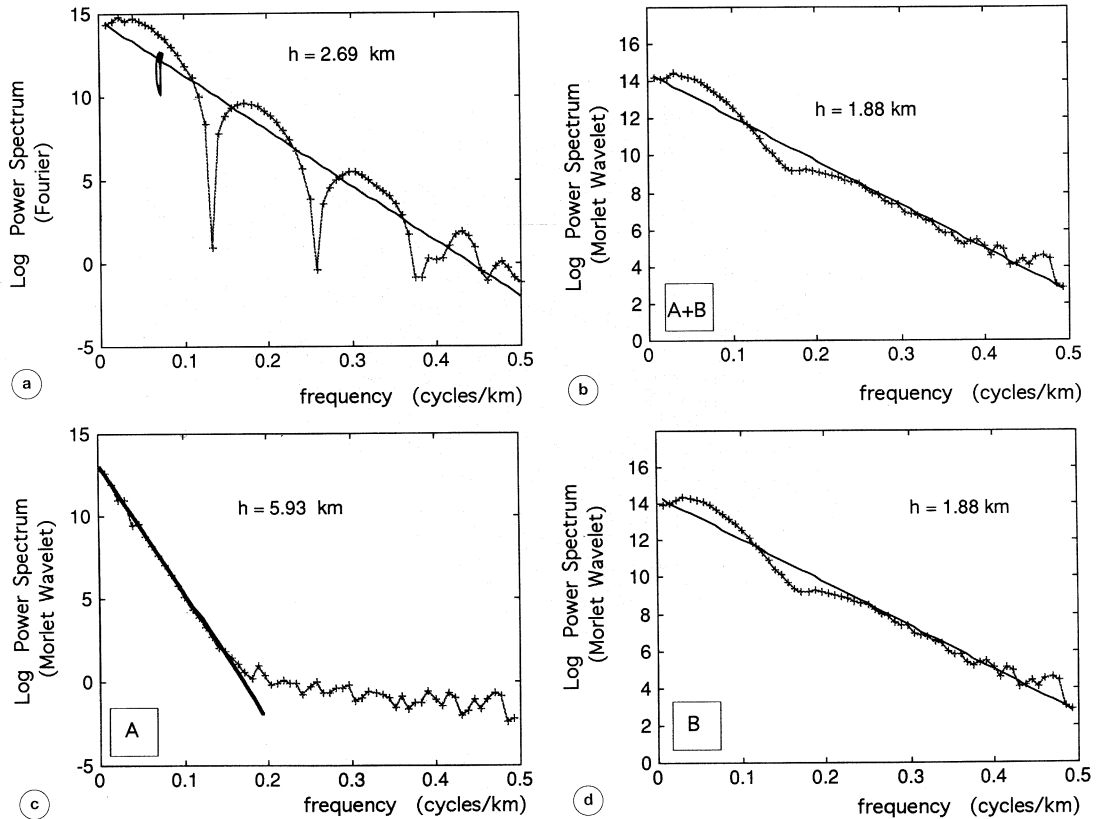 15
10
5
0
-5
Log Power Spectrum
(Fourier)
h = 2.69 km
0
0.1
0.2
0.3
0.4
0.5
frequency (cycles/km)
a
16
14
12
10
8
6
4
2
0
Log Power Spectrum
(Morlet Wavelet)
h = 1.88 km
A+B
0
0.1
0.2
0.3
0.4
0.5
frequency (cycles/km)
b
15
10
5
0
-5
Log Power Spectrum
(Morlet Wavelet)
h = 5.93 km
A
0
0.1
0.2
0.3
0.4
0.5
frequency (cycles/km)
c
16
14
12
10
8
6
4
2
0
Log Power Spectrum
(Morlet Wavelet)
h = 1.88 km
B
0
0.1
0.2
0.3
0.4
0.5
frequency (cycles/km)
d